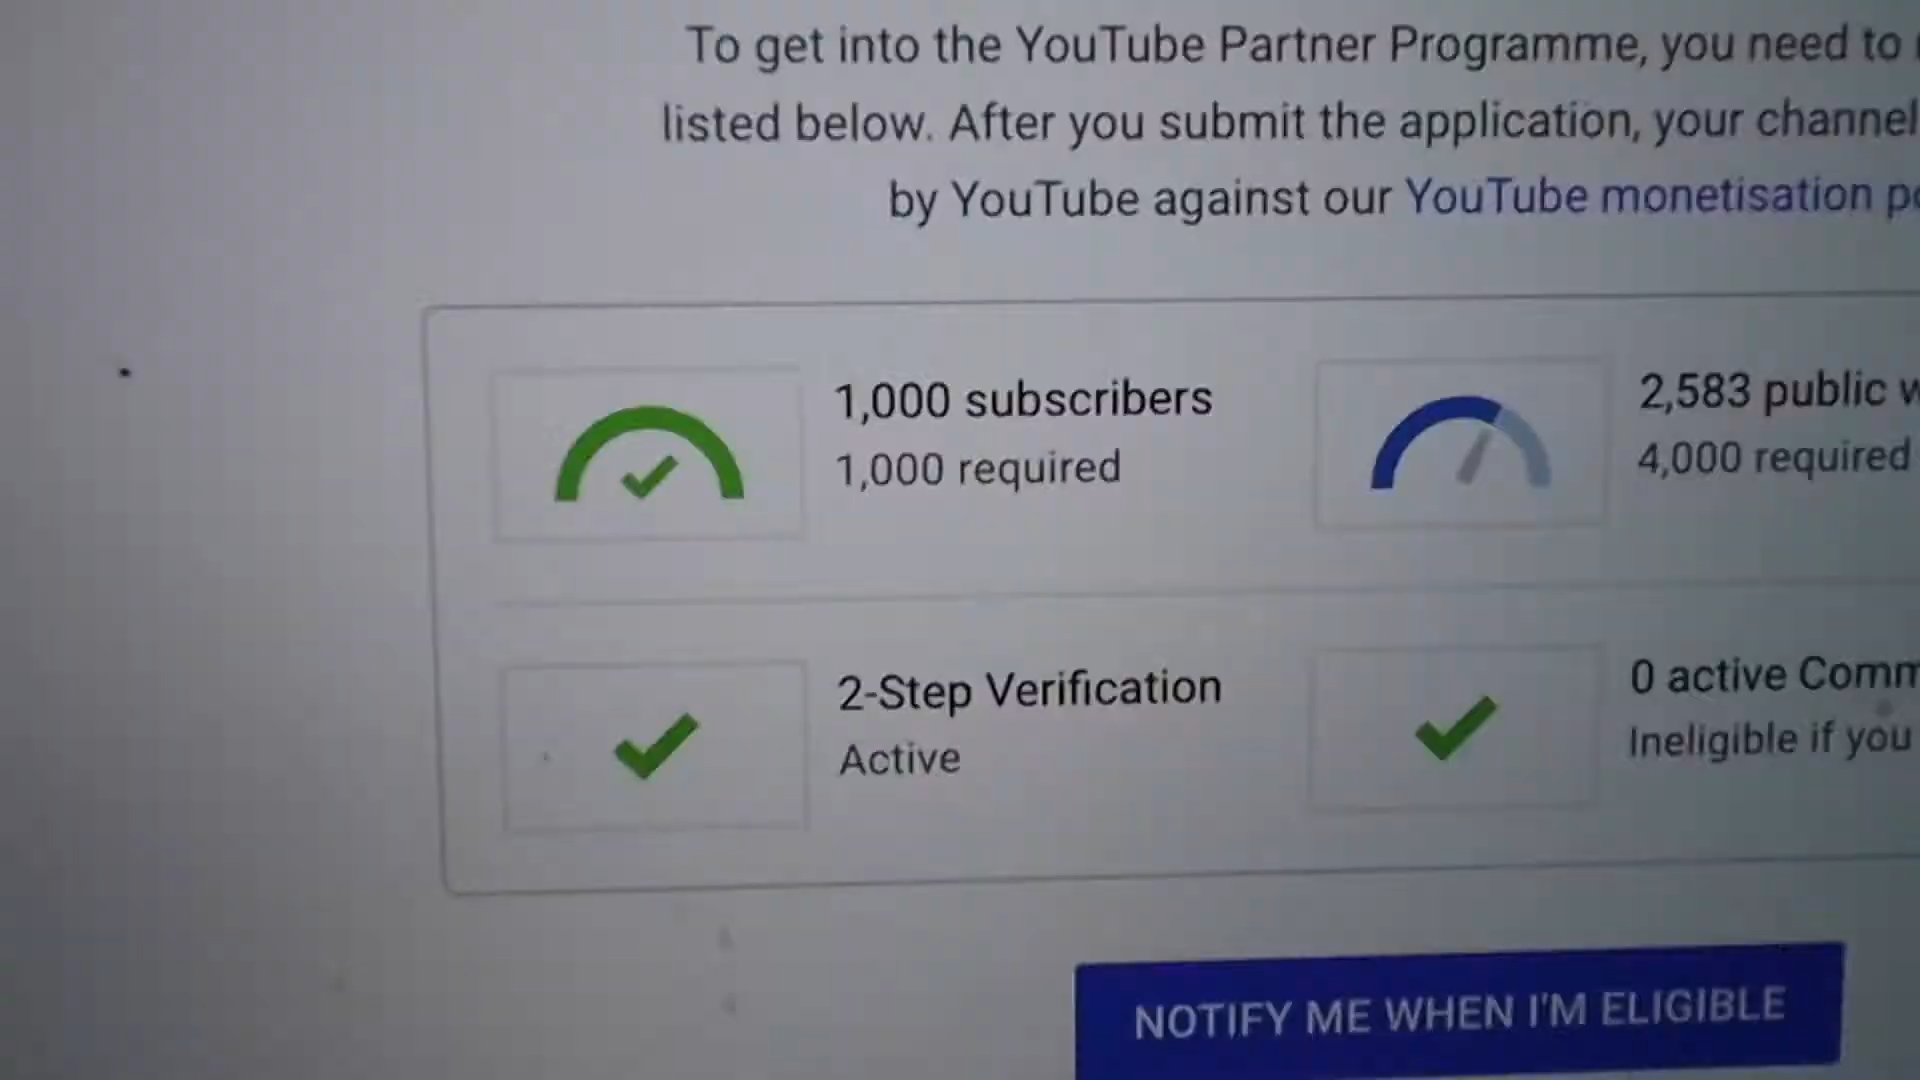 To get into the YouTube Partner Programme, you need to
listed below. After you submit the application, your channel
by YouTube against our YouTube monetisation
1,000 subscribers
1,000 required
2,583 public
4,000 required
2-Step Verification
Active
0 active
Ineligible if you
NOTIFY ME WHEN I'M ELIGIBLE